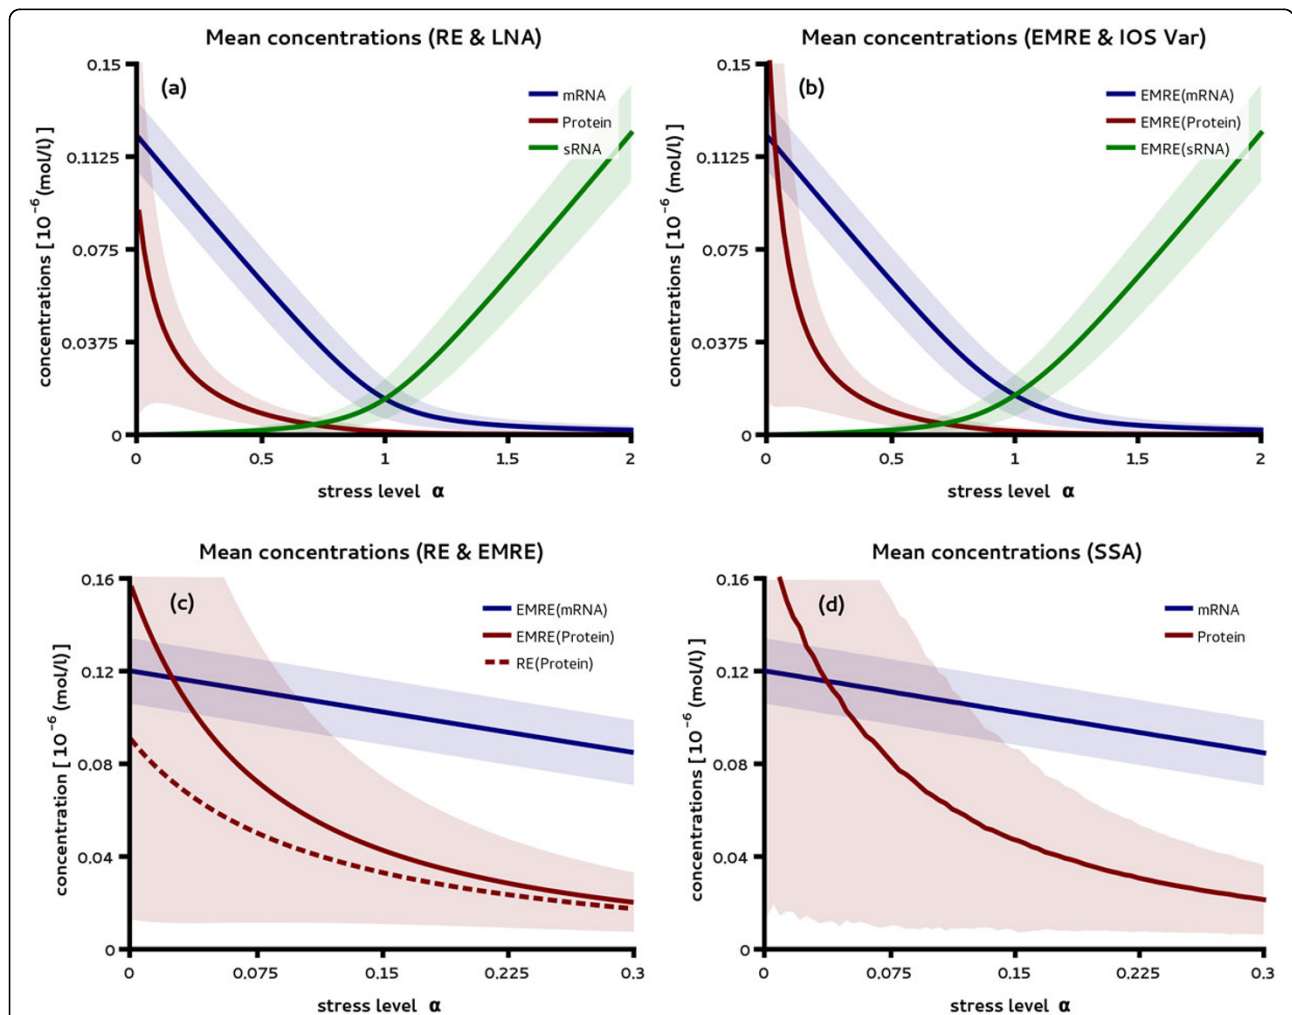 Mean concentrations (RE & LNA)
(a)
mRNA
Protein
sRNA
0.15
0.1125
0.075
0.0375
0
concentrations [ 10⁻⁶ (mol/l) ]
0 0.5 1 1.5 2
stress level α
Mean concentrations (EMRE & IOS Var)
(b)
EMRE(mRNA)
EMRE(Protein)
EMRE(sRNA)
0.15
0.1125
0.075
0.0375
0
concentrations [ 10⁻⁶ (mol/l) ]
0 0.5 1 1.5 2
stress level α
Mean concentrations (RE & EMRE)
(c)
EMRE(mRNA)
EMRE(Protein)
RE(Protein)
0.16
0.12
0.08
0.04
0
concentration [ 10⁻⁶ (mol/l) ]
0 0.075 0.15 0.225 0.3
stress level α
Mean concentrations (SSA)
(d)
mRNA
Protein
0.16
0.12
0.08
0.04
0
concentrations [ 10⁻⁶ (mol/l) ]
0 0.075 0.15 0.225 0.3
stress level α